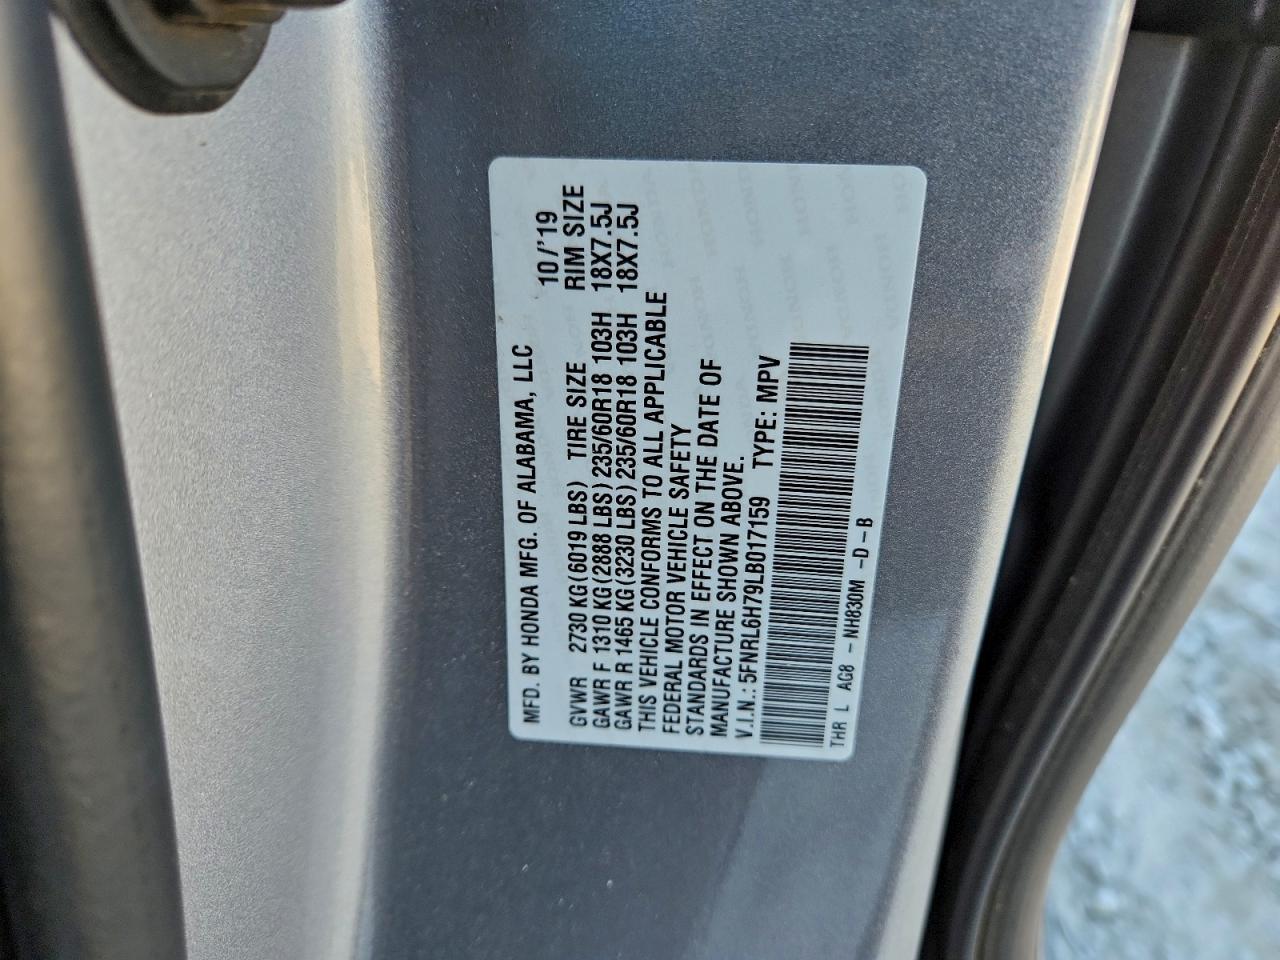 MFD. BY HONDA MFG. OF ALABAMA, LLC 10/'19
GVWR 2730 KG(6019 LBS) TIRE SIZE RIM SIZE
GAWR F 1310 KG(2888 LBS) 235/60R18 103H 18X7.5J
GAWR R 1465 KG(3230 LBS) 235/60R18 103H 18X7.5J
THIS VEHICLE CONFORMS TO ALL APPLICABLE
FEDERAL MOTOR VEHICLE SAFETY
STANDARDS IN EFFECT ON THE DATE OF
MANUFACTURE SHOWN ABOVE.
V.I.N.: 5FNRL6H79LB017159 TYPE: MPV
THR L AG8 - NH830M -D-B